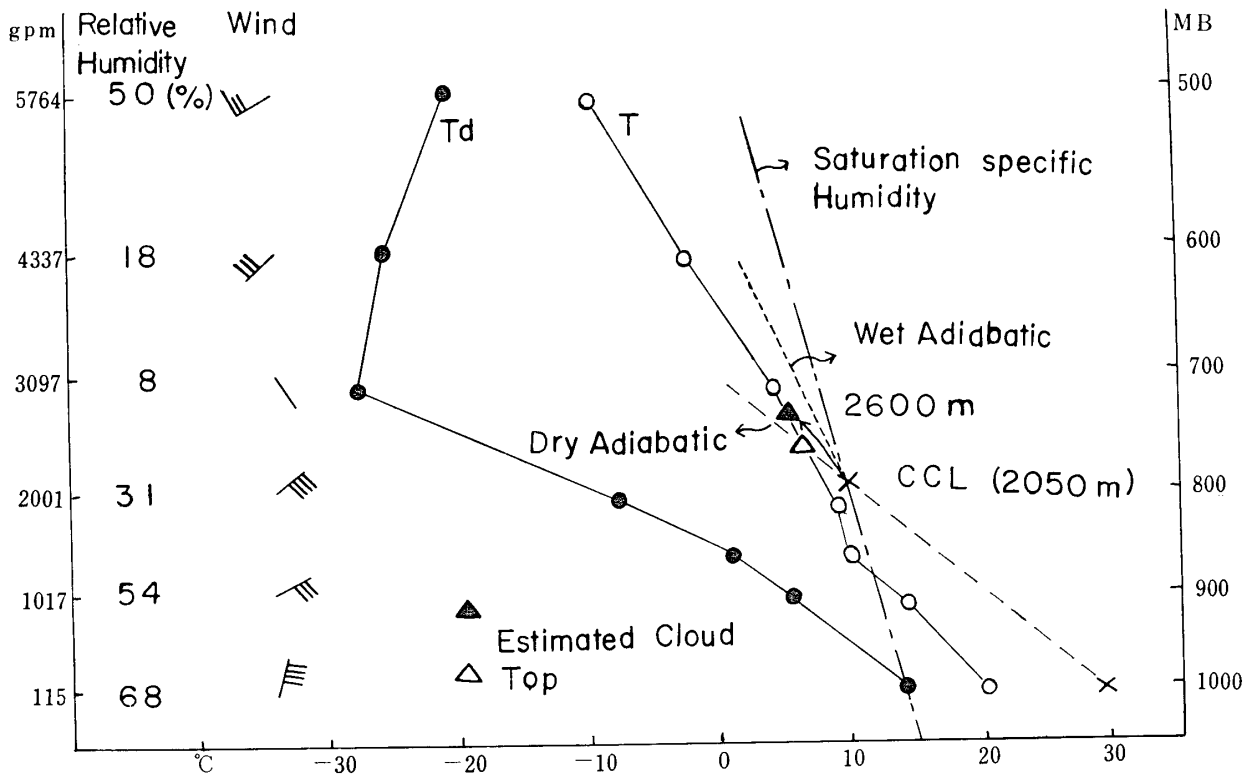 gpm Relative Wind MB
Humidity
5764 50 (%) 500
Td T
Saturation specific
Humidity
4337 18 600
Wet Adiabatic
3097 8 700
2600 m
Dry Adiabatic
2001 31 CCL (2050 m) 800
1017 54 900
Estimated Cloud
Top
115 68 1000
°C −30 −20 −10 0 10 20 30